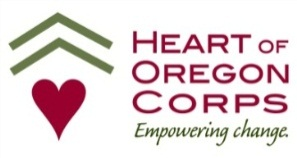 HEART OF
OREGON
CORPS
Empowering change.